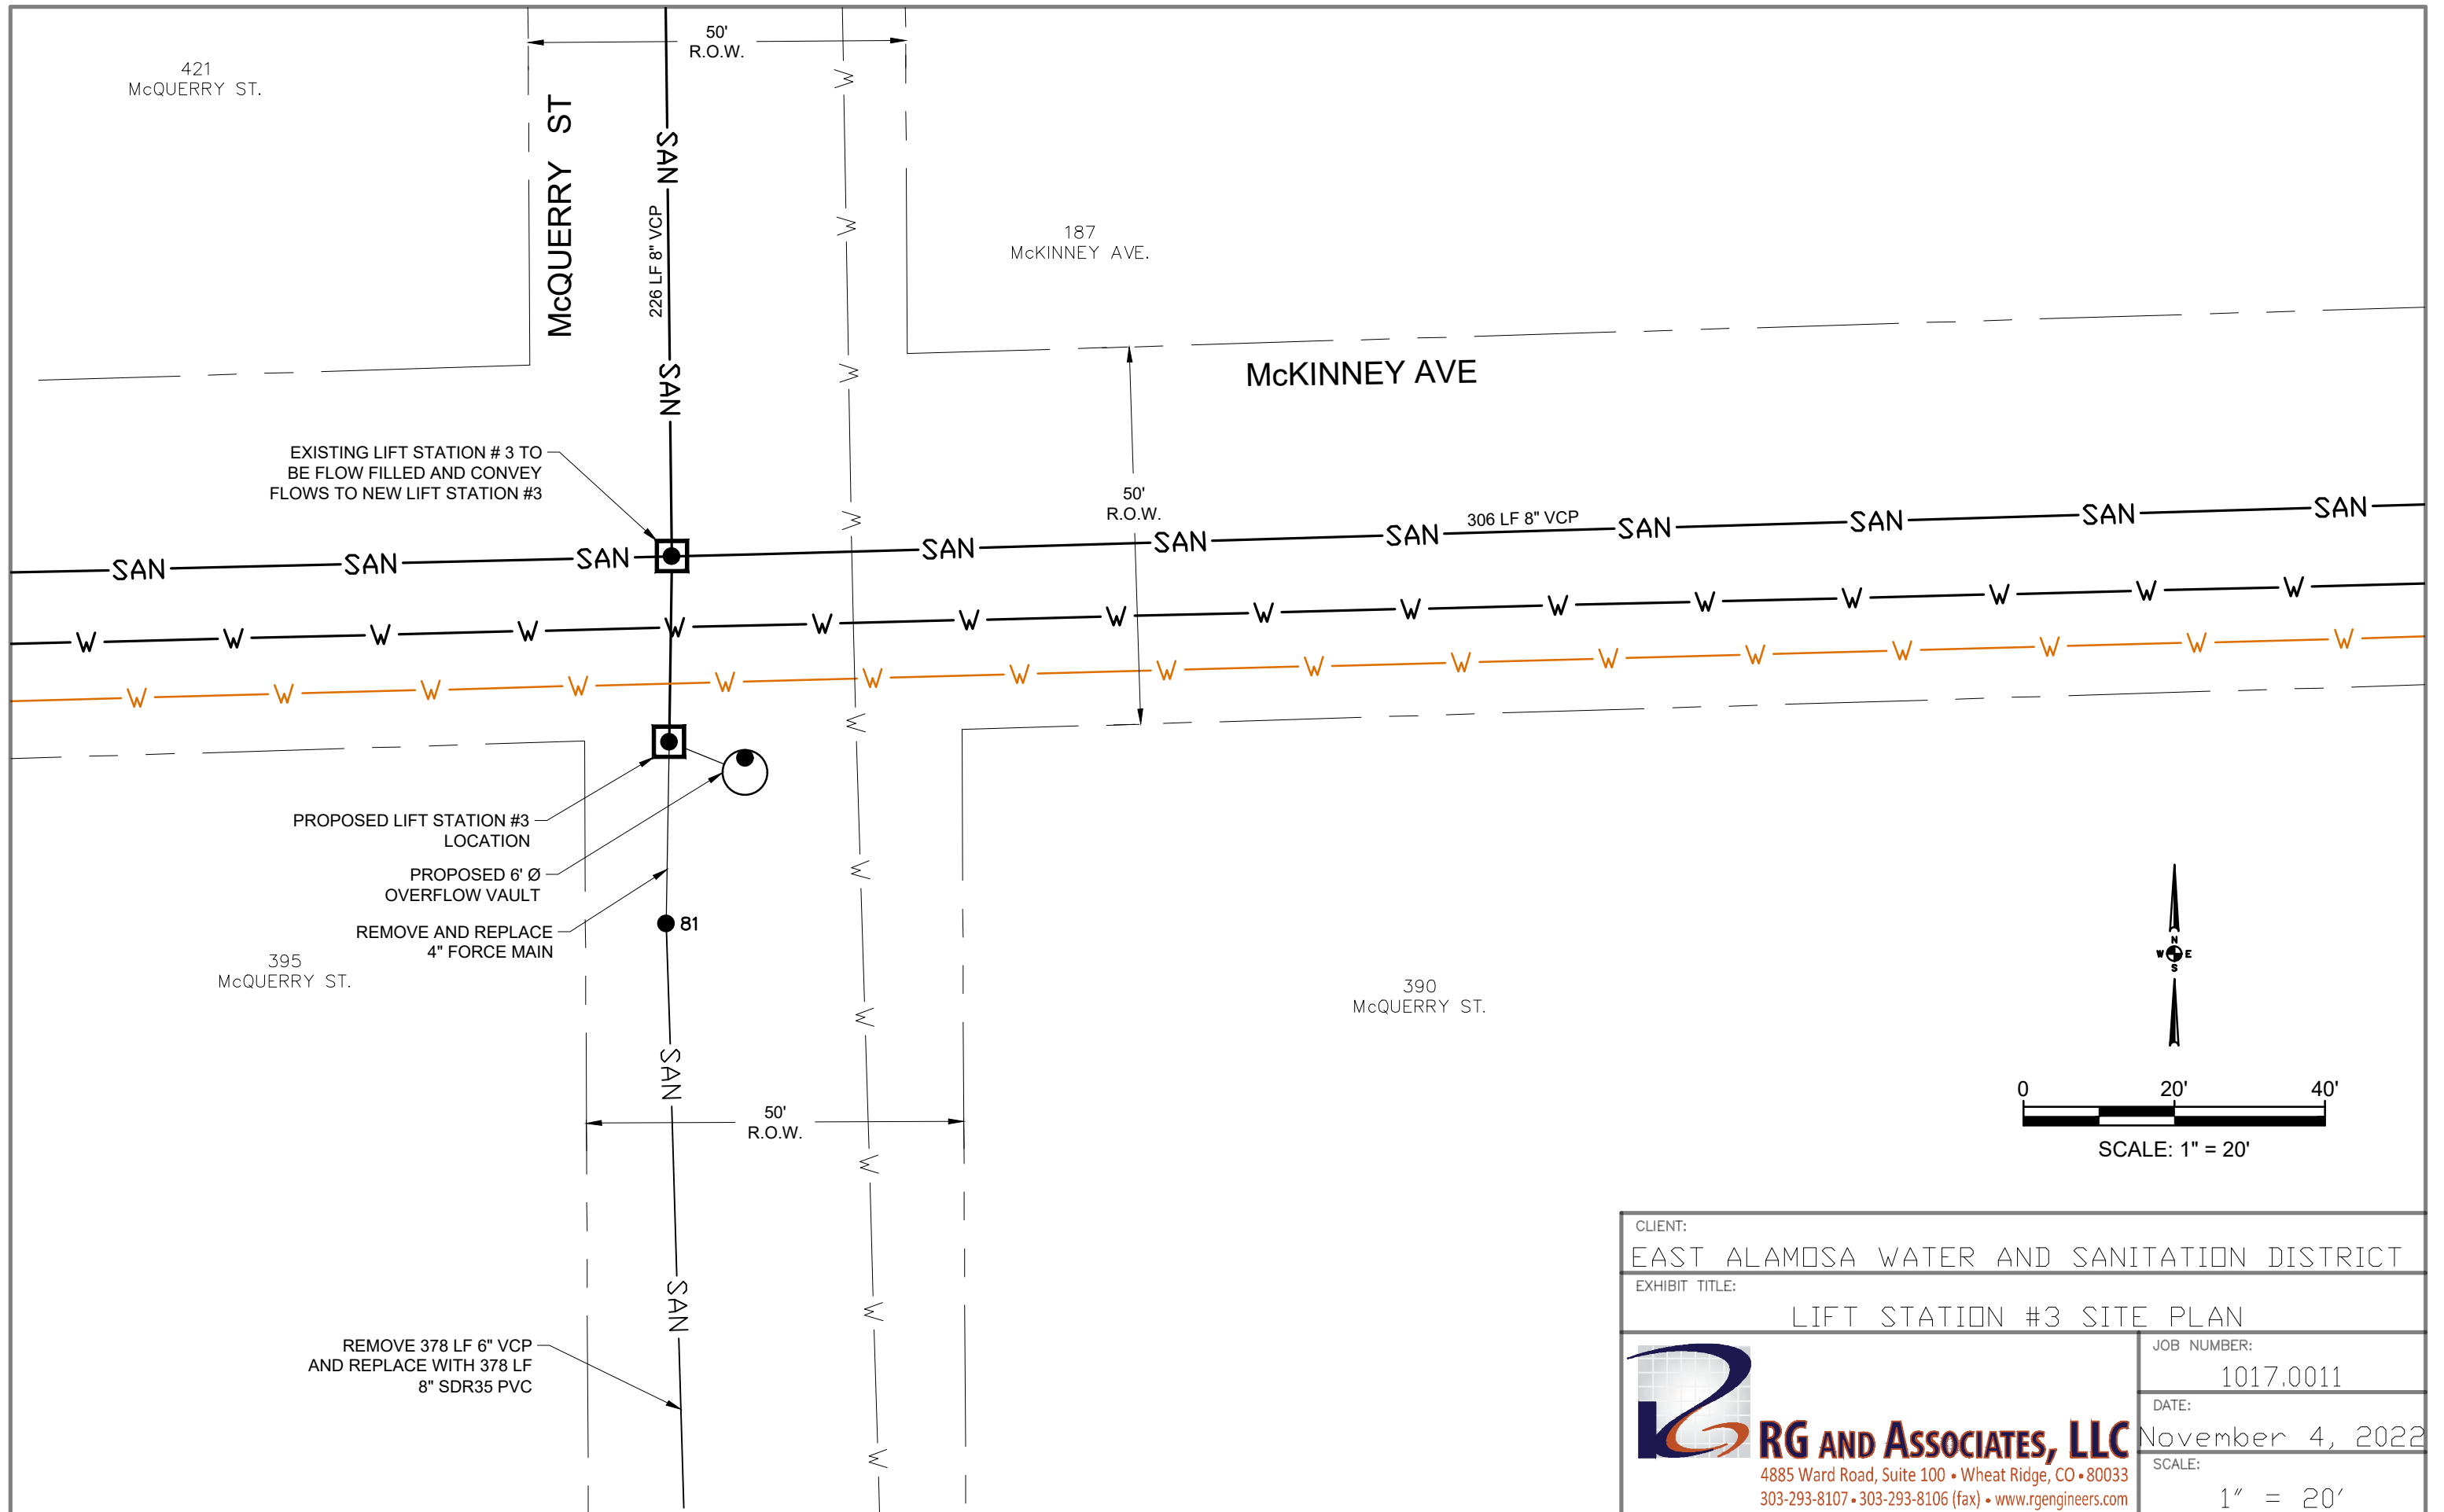 50'
R.O.W.
421
McQUERRY ST.
McQUERRY ST
SAN
226 LF 8" VCP
SAN
W
W
W
W
187
McKINNEY AVE.
McKINNEY AVE
EXISTING LIFT STATION # 3 TO
BE FLOW FILLED AND CONVEY
FLOWS TO NEW LIFT STATION #3
50'
R.O.W.
SAN SAN SAN SAN SAN SAN 306 LF 8" VCP SAN SAN SAN SAN
W W W W W W W W W W W W W W W W
W W W W W W W W W W W W W W W W
W
W
W
W
W
W
PROPOSED LIFT STATION #3
LOCATION
PROPOSED 6' Ø
OVERFLOW VAULT
REMOVE AND REPLACE
4" FORCE MAIN
81
395
McQUERRY ST.
390
McQUERRY ST.
SAN
50'
R.O.W.
SAN
REMOVE 378 LF 6" VCP
AND REPLACE WITH 378 LF
8" SDR35 PVC
N
W E
S
0 20' 40'
SCALE: 1" = 20'
CLIENT:
EAST ALAMOSA WATER AND SANITATION DISTRICT
EXHIBIT TITLE:
LIFT STATION #3 SITE PLAN
RG AND ASSOCIATES, LLC
4885 Ward Road, Suite 100 • Wheat Ridge, CO • 80033
303-293-8107 • 303-293-8106 (fax) • www.rgengineers.com
JOB NUMBER:
1017.0011
DATE:
November 4, 2022
SCALE:
1" = 20'